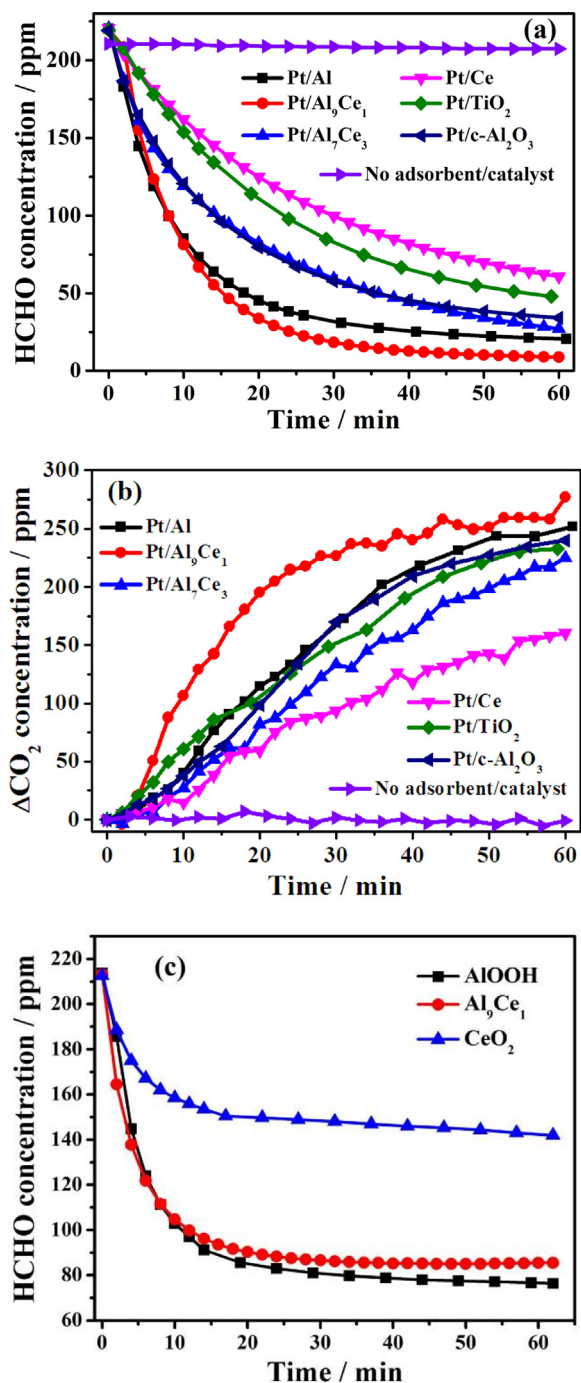 (a)
HCHO concentration / ppm
200
150
100
50
0
Pt/Al Pt/Ce
Pt/Al₉Ce₁ Pt/TiO₂
Pt/Al₇Ce₃ Pt/c-Al₂O₃
No adsorbent/catalyst
0 10 20 30 40 50 60
Time / min
(b)
ΔCO₂ concentration / ppm
300
250
200
150
100
50
0
Pt/Al
Pt/Al₉Ce₁
Pt/Al₇Ce₃
Pt/Ce
Pt/TiO₂
Pt/c-Al₂O₃
No adsorbent/catalyst
0 10 20 30 40 50 60
Time / min
(c)
HCHO concentration / ppm
220
200
180
160
140
120
100
80
60
AlOOH
Al₉Ce₁
CeO₂
0 10 20 30 40 50 60
Time / min